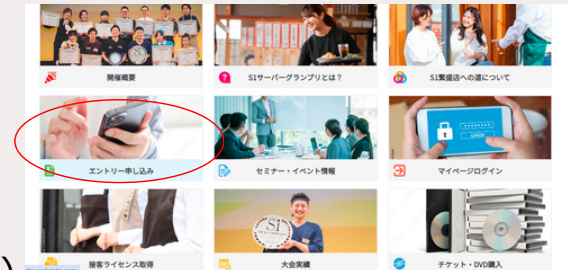 開催概要
S1サーバーグランプリとは？
S1繁盛店への道について
LOGIN
エントリー申し込み
セミナー・イベント情報
マイページログイン
S1
接客ライセンス取得
大会実績
チケット・DVD購入
)